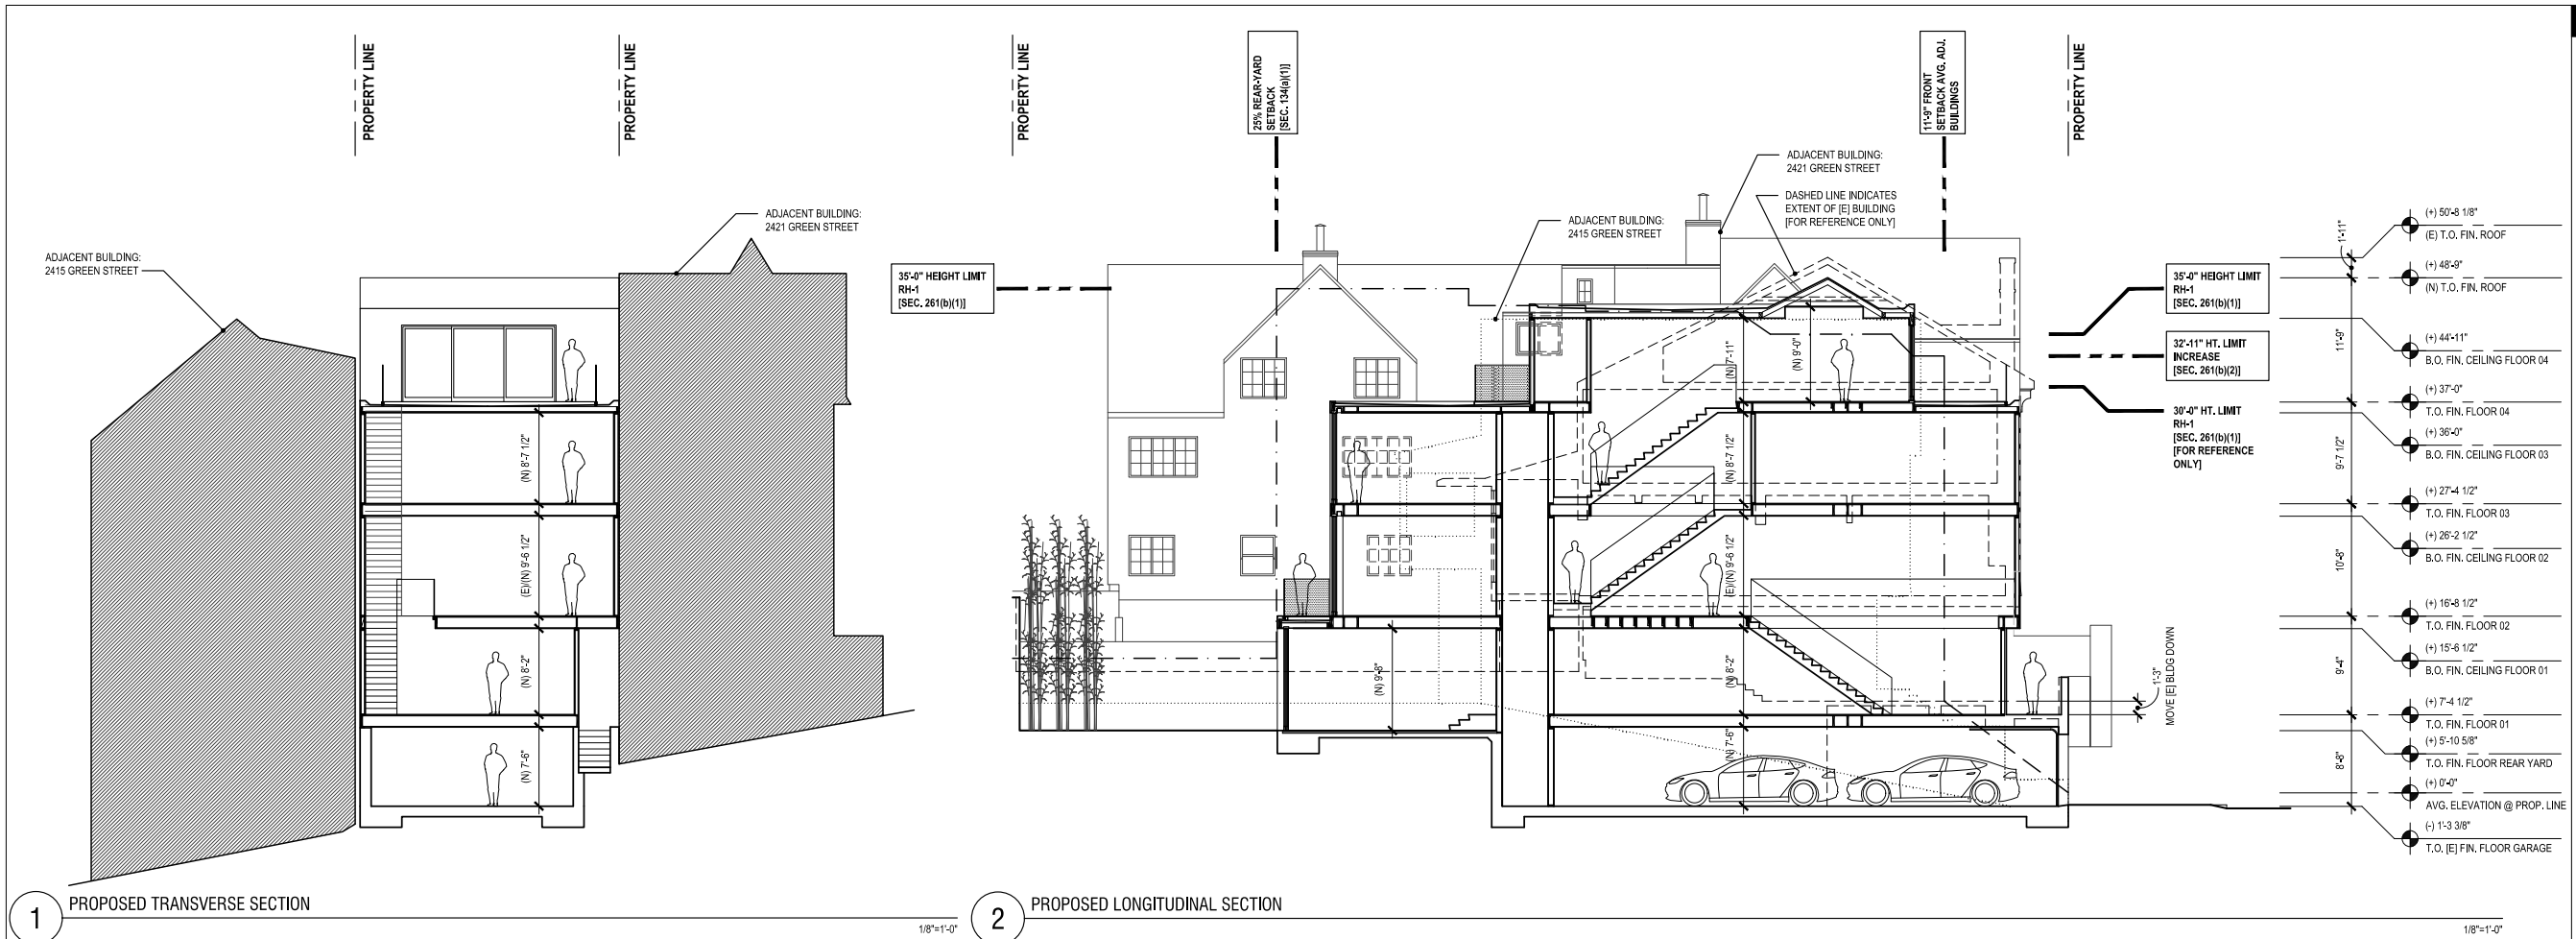 PROPERTY LINE
PROPERTY LINE
PROPERTY LINE
25% REAR-YARD
SETBACK
[SEC. 134(a)(1)]
11'-9" FRONT
SETBACK AVG. ADJ.
BUILDINGS
PROPERTY LINE
ADJACENT BUILDING:
2415 GREEN STREET
ADJACENT BUILDING:
2421 GREEN STREET
(N) 8'-7 1/2"
(E)/(N) 9'-6 1/2"
(N) 8'-2"
(N) 7'-6"
1
PROPOSED TRANSVERSE SECTION
1/8"=1'-0"
35'-0" HEIGHT LIMIT
RH-1
[SEC. 261(b)(1)]
ADJACENT BUILDING:
2415 GREEN STREET
ADJACENT BUILDING:
2421 GREEN STREET
DASHED LINE INDICATES
EXTENT OF [E] BUILDING
[FOR REFERENCE ONLY]
(N) 7'-11"
(N) 9'-0"
(N) 8'-7 1/2"
(E)/(N) 9'-6 1/2"
(N) 9'-8"
(N) 8'-2"
(N) 7'-6"
1'-3"
MOVE [E] BLDG DOWN
35'-0" HEIGHT LIMIT
RH-1
[SEC. 261(b)(1)]
32'-11" HT. LIMIT
INCREASE
[SEC. 261(b)(2)]
30'-0" HT. LIMIT
RH-1
[SEC. 261(b)(1)]
[FOR REFERENCE
ONLY]
1'-11"
11'-9"
9'-7 1/2"
10'-8"
9'-4"
8'-8"
(+) 50'-8 1/8"
(E) T.O. FIN. ROOF
(+) 48'-9"
(N) T.O. FIN. ROOF
(+) 44'-11"
B.O. FIN. CEILING FLOOR 04
(+) 37'-0"
T.O. FIN. FLOOR 04
(+) 36'-0"
B.O. FIN. CEILING FLOOR 03
(+) 27'-4 1/2"
T.O. FIN. FLOOR 03
(+) 26'-2 1/2"
B.O. FIN. CEILING FLOOR 02
(+) 16'-8 1/2"
T.O. FIN. FLOOR 02
(+) 15'-6 1/2"
B.O. FIN. CEILING FLOOR 01
(+) 7'-4 1/2"
T.O. FIN. FLOOR 01
(+) 5'-10 5/8"
T.O. FIN. FLOOR REAR YARD
(+) 0'-0"
AVG. ELEVATION @ PROP. LINE
(-) 1'-3 3/8"
T.O. [E] FIN. FLOOR GARAGE
2
PROPOSED LONGITUDINAL SECTION
1/8"=1'-0"